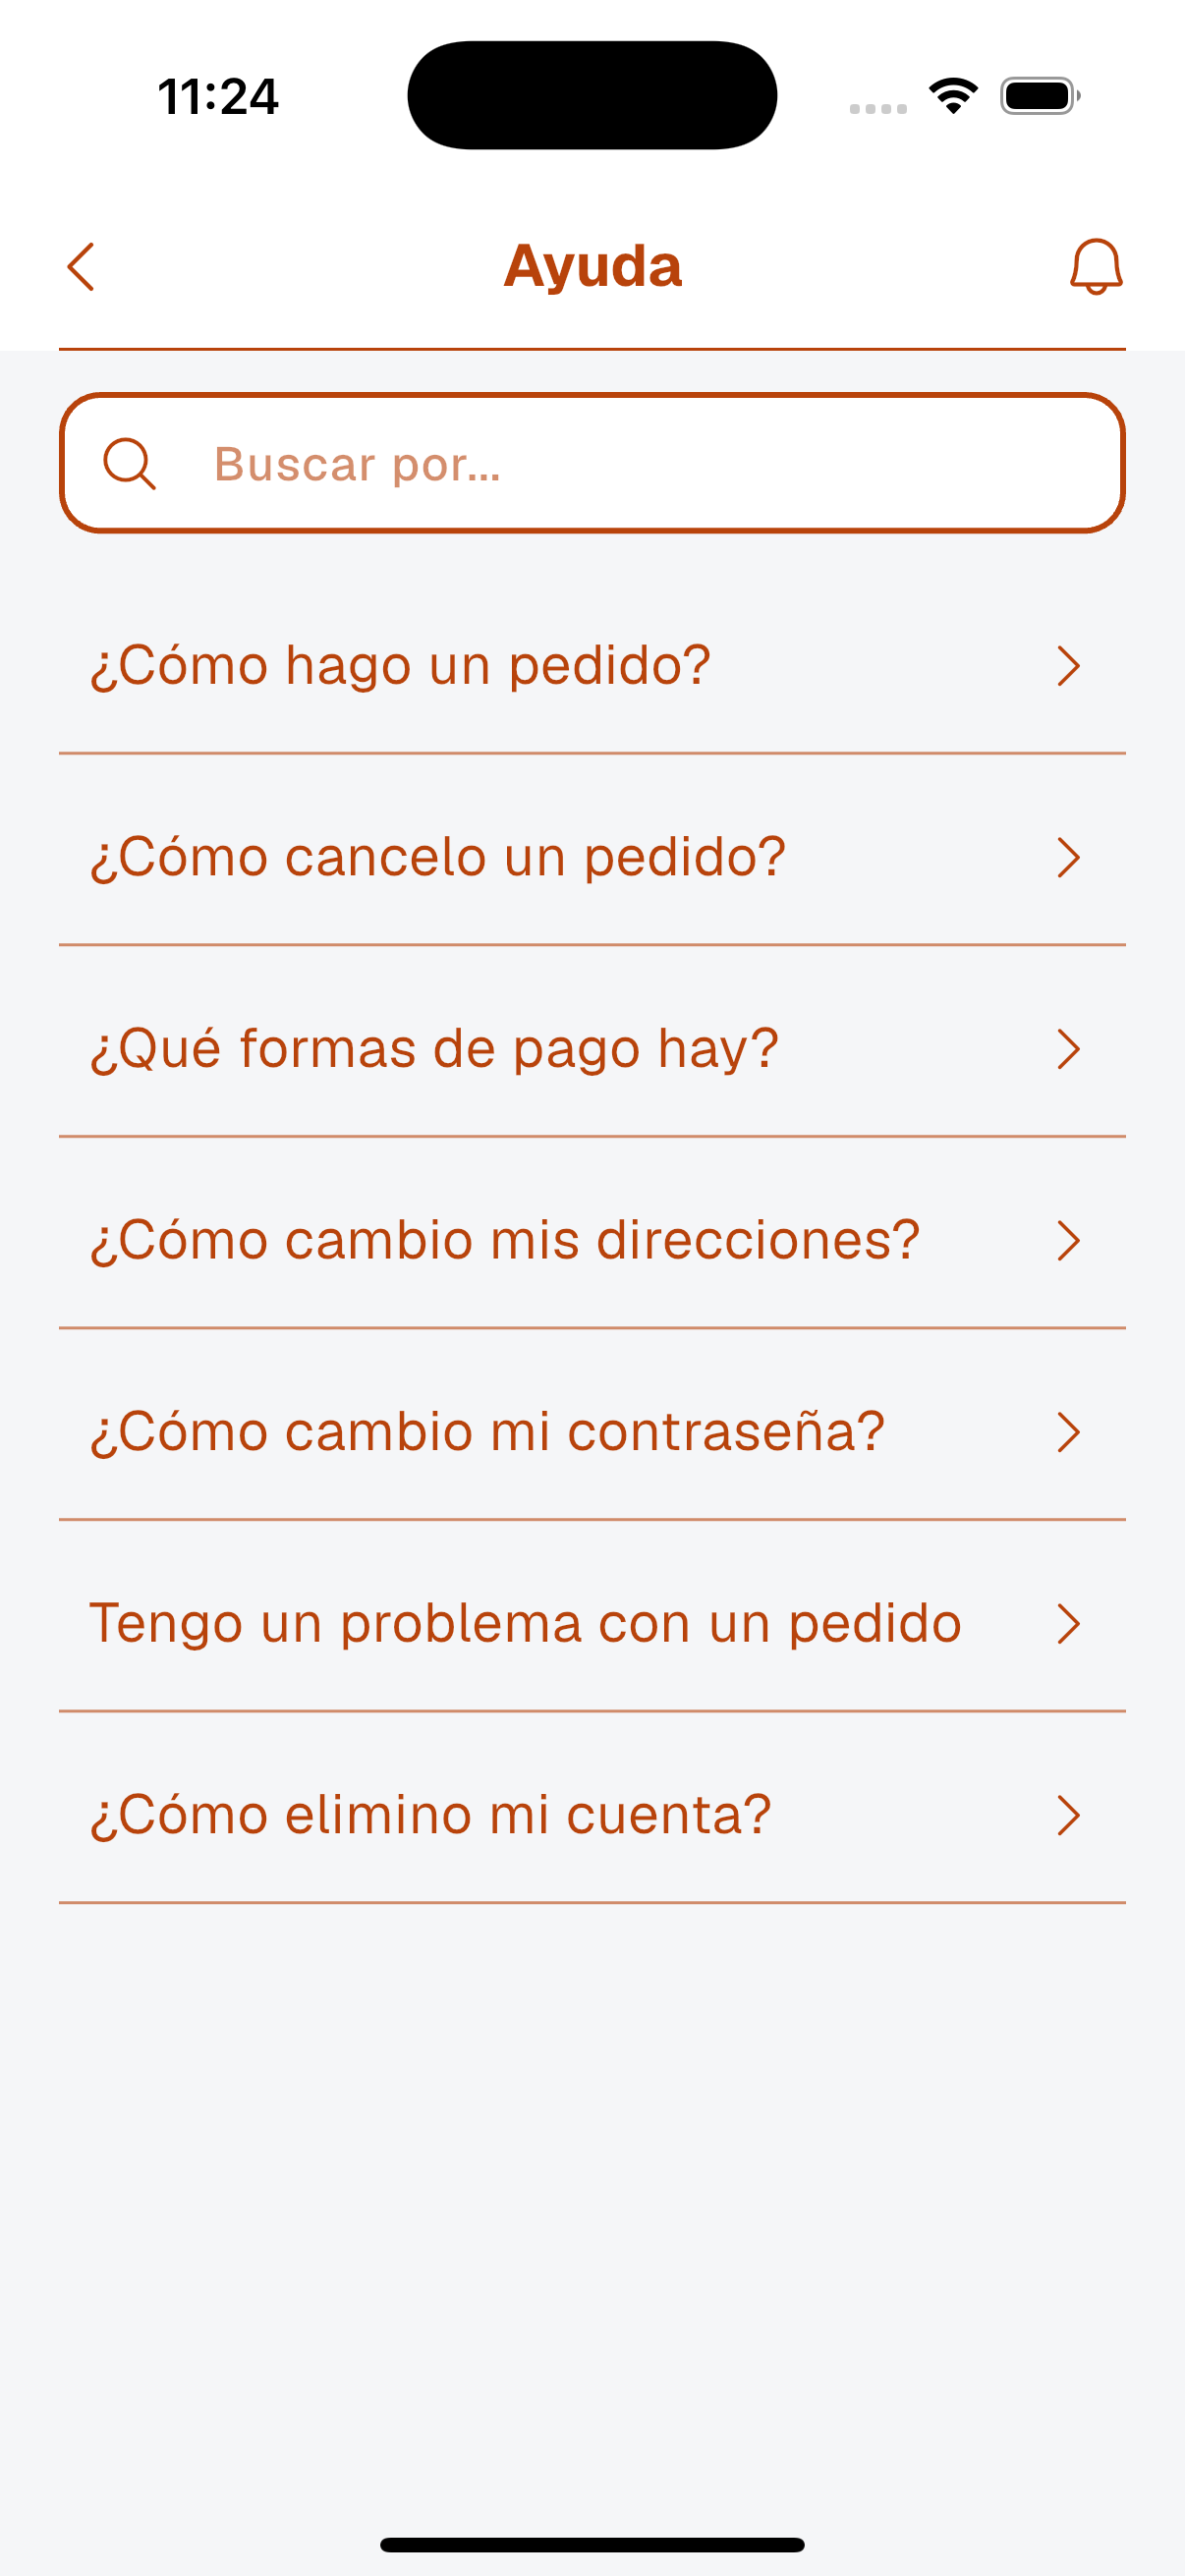 11:24
Ayuda
Buscar por...
¿Cómo hago un pedido?
¿Cómo cancelo un pedido?
¿Qué formas de pago hay?
¿Cómo cambio mis direcciones?
¿Cómo cambio mi contraseña?
Tengo un problema con un pedido
¿Cómo elimino mi cuenta?